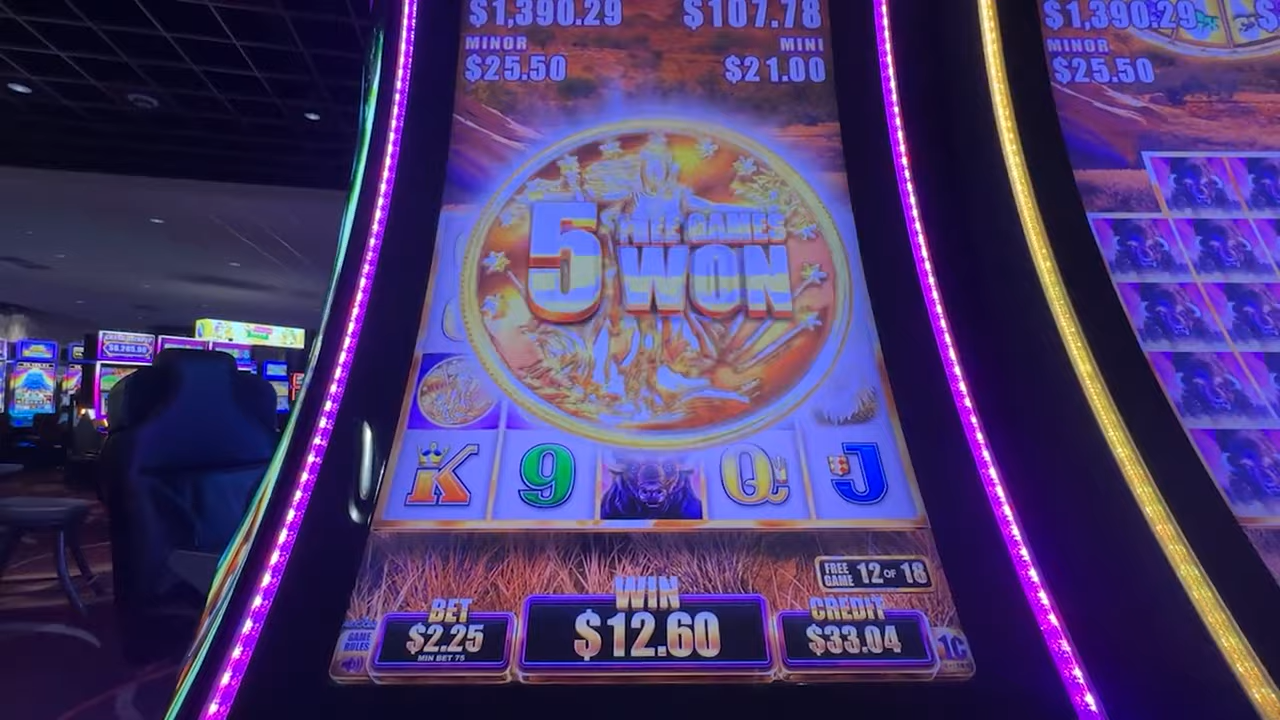 $1,390.29 $107.78
MINOR MINI
$25.50 $21.00
5 FREE GAMES
WON
K 9 Q J
FREE GAME 12 OF 18
BET WIN CREDIT
$2.25 $12.60 $33.04
MIN BET 75
GAME RULES
1¢
$1,390.29 $
MINOR
$25.50